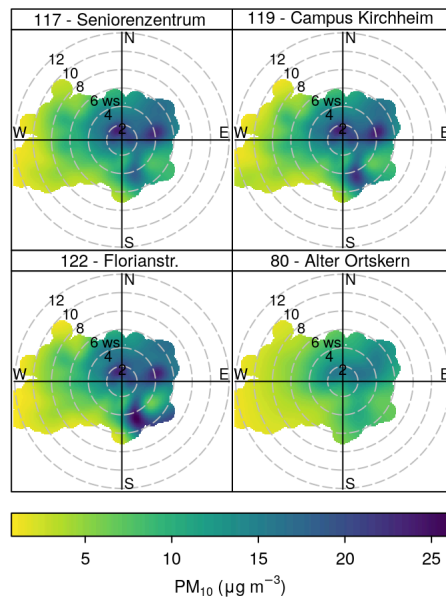 117 - Seniorenzentrum
N
12
10
8
6 ws
4
2
W
E
S
119 - Campus Kirchheim
N
12
10
8
6 ws
4
2
W
E
S
122 - Florianstr.
N
12
10
8
6 ws
4
2
W
E
S
80 - Alter Ortskern
N
12
10
8
6 ws
4
2
W
E
S
5 10 15 20 25
PM₁₀ (µg m⁻³)